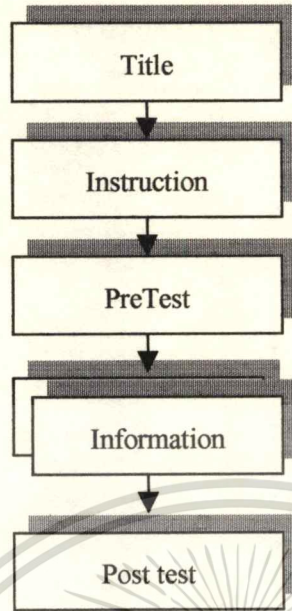 Title
Instruction
PreTest
Information
Post test